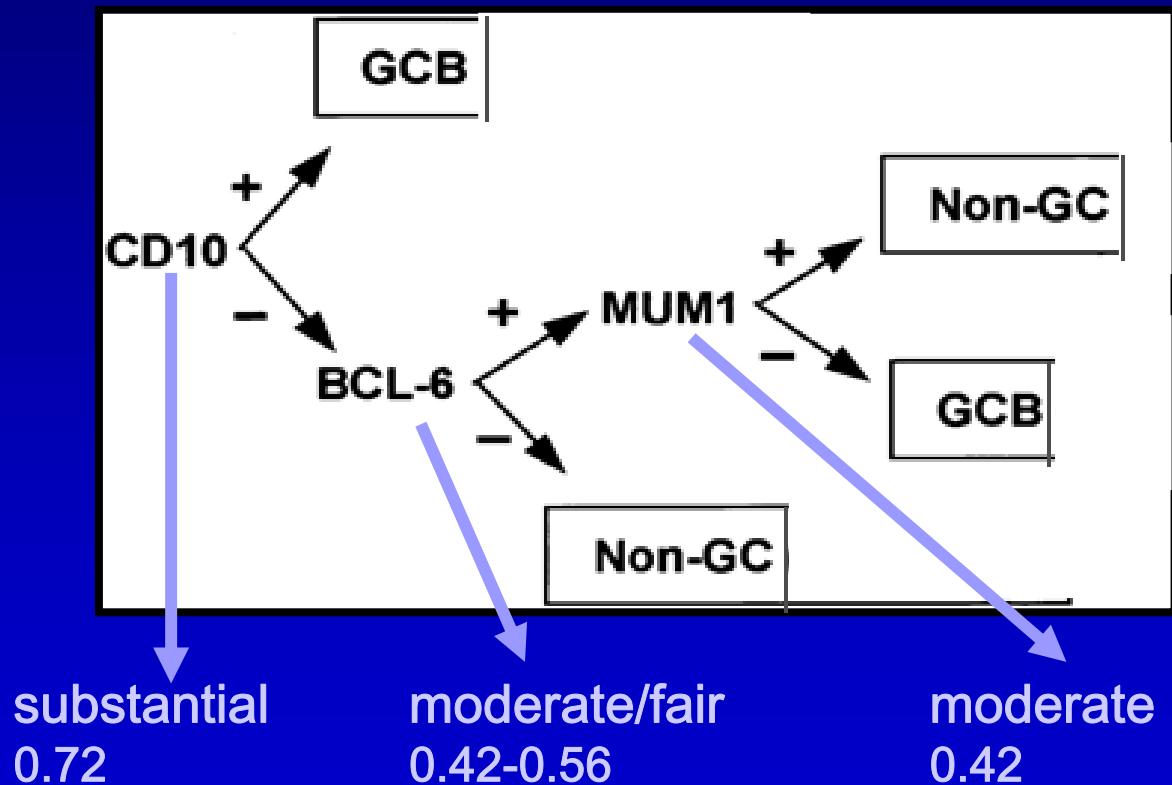 GCB
+
Non-GC
CD10
+
−
+
MUM1
−
BCL-6
GCB
−
Non-GC
substantial
0.72
moderate/fair
0.42-0.56
moderate
0.42